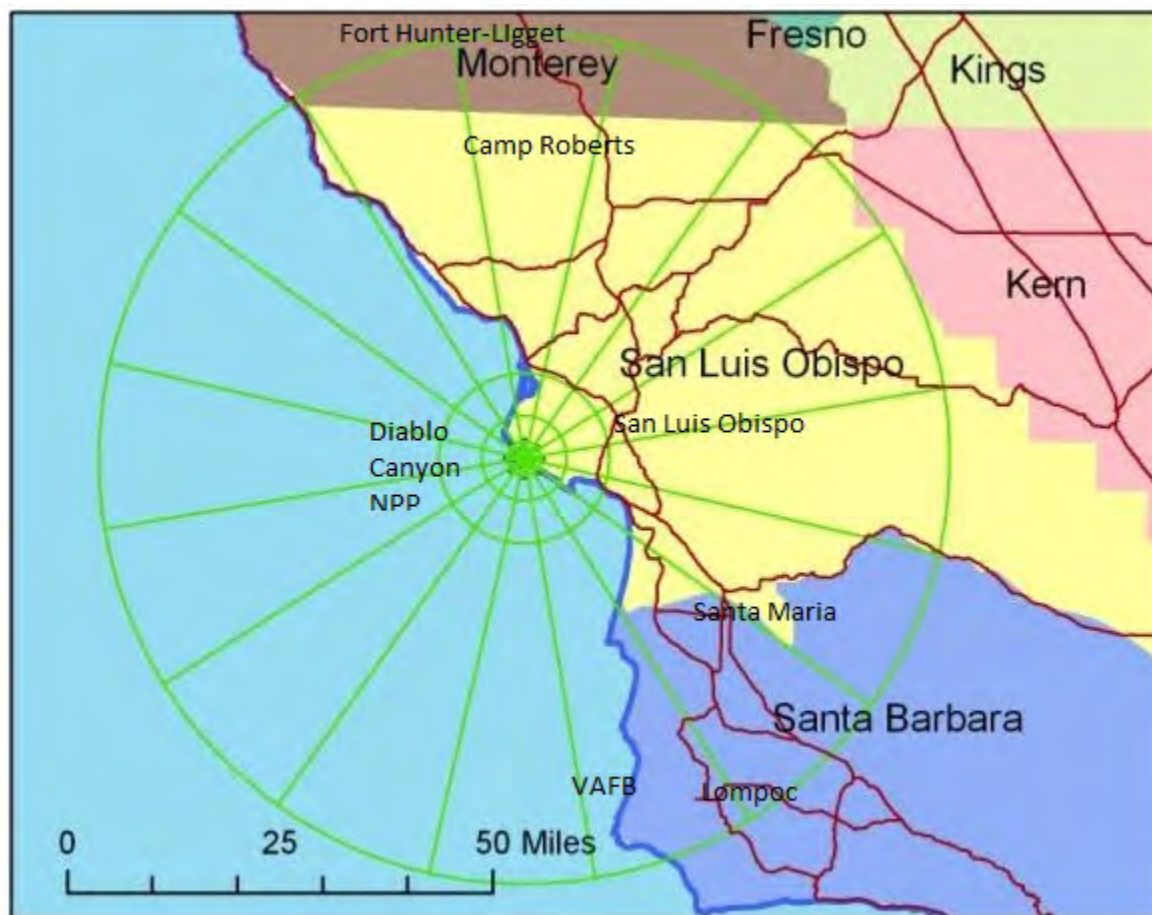 Fort Hunter-Ligget
Fresno
Monterey
Kings
Camp Roberts
Kern
San Luis Obispo
San Luis Obispo
Diablo
Canyon
NPP
Santa Maria
Santa Barbara
VAFB
Lompoc
0 25 50 Miles